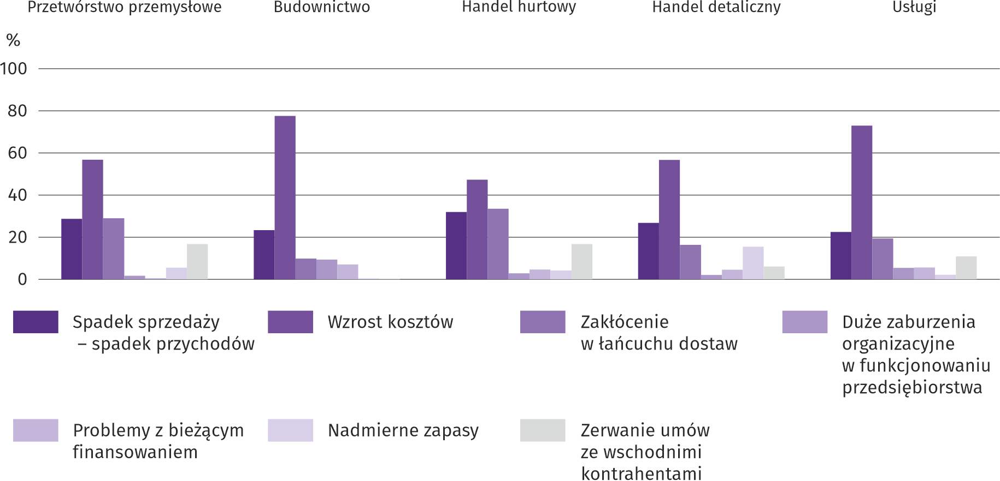 Przetwórstwo przemysłowe
Budownictwo
Handel hurtowy
Handel detaliczny
Usługi
%
100
80
60
40
20
0
Spadek sprzedaży
– spadek przychodów
Wzrost kosztów
Zakłócenie
w łańcuchu dostaw
Duże zaburzenia
organizacyjne
w funkcjonowaniu
przedsiębiorstwa
Problemy z bieżącym
finansowaniem
Nadmierne zapasy
Zerwanie umów
ze wschodnimi
kontrahentami